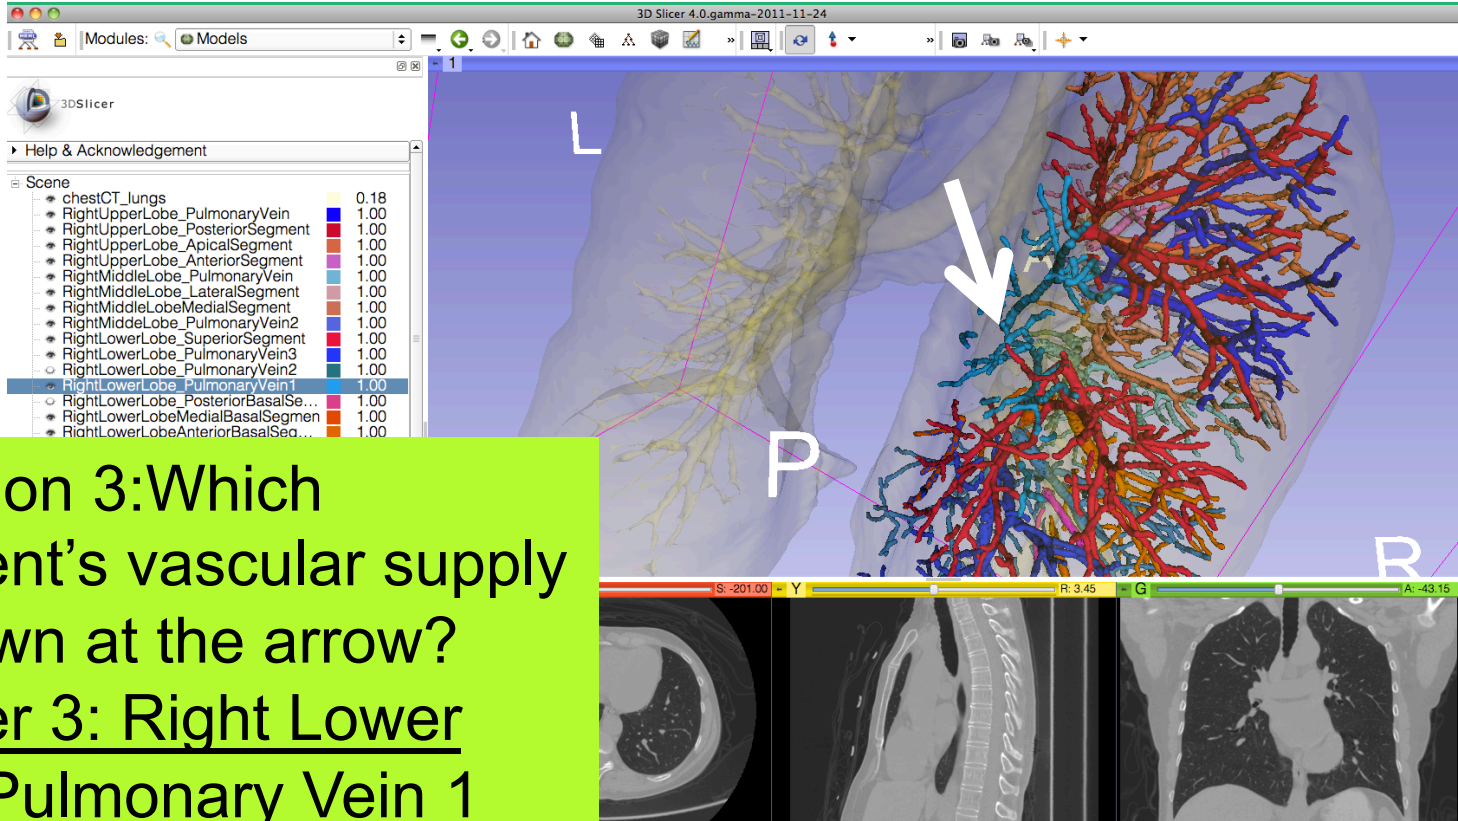 3D Slicer 4.0.gamma-2011-11-24
Modules: Models
1
3DSlicer
Help & Acknowledgement
Scene
chestCT_lungs 0.18
RightUpperLobe_PulmonaryVein 1.00
RightUpperLobe_PosteriorSegment 1.00
RightUpperLobe_ApicalSegment 1.00
RightUpperLobe_AnteriorSegment 1.00
RightMiddleLobe_PulmonaryVein 1.00
RightMiddleLobe_LateralSegment 1.00
RightMiddleLobeMedialSegment 1.00
RightMiddeLobe_PulmonaryVein2 1.00
RightLowerLobe_SuperiorSegment 1.00
RightLowerLobe_PulmonaryVein3 1.00
RightLowerLobe_PulmonaryVein2 1.00
RightLowerLobe_PulmonaryVein1 1.00
RightLowerLobe_PosteriorBasalSe... 1.00
RightLowerLobeMedialBasalSegmen 1.00
RightLowerLobeAnteriorBasalSeg... 1.00
L
A
P
R
on 3:Which
ent's vascular supply
wn at the arrow?
er 3: Right Lower
Pulmonary Vein 1
S: -201.00
Y
R: 3.45
G
A: -43.15